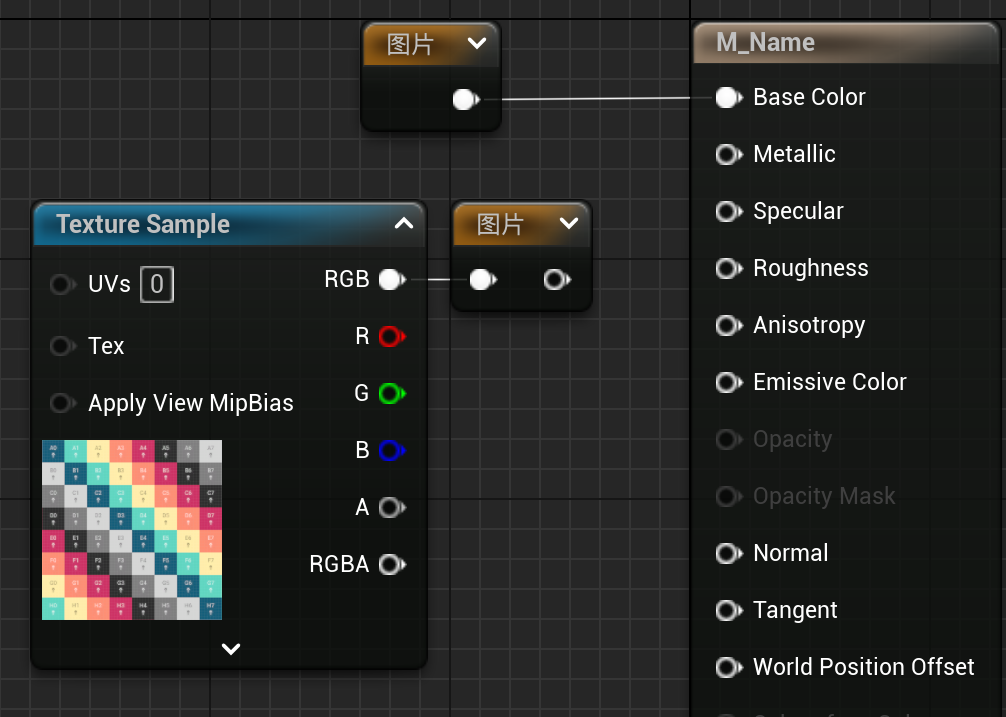 图片
M_Name
Base Color
Metallic
Specular
Roughness
Anisotropy
Emissive Color
Opacity
Opacity Mask
Normal
Tangent
World Position Offset
Texture Sample
UVs 0
Tex
Apply View MipBias
RGB
R
G
B
A
RGBA
图片